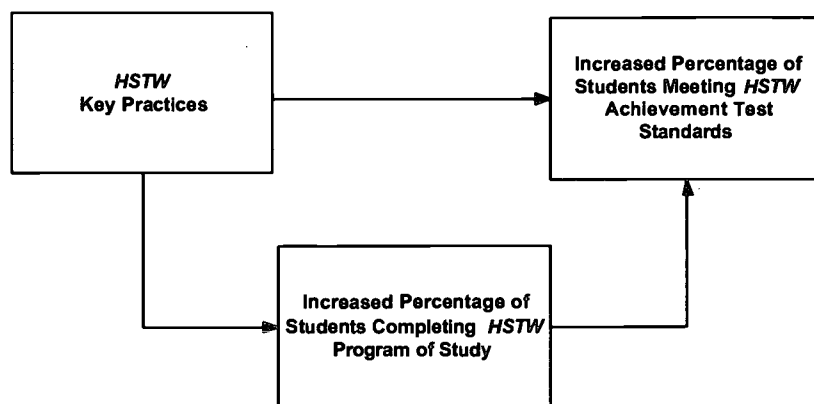 HSTW
Key Practices
Increased Percentage of
Students Meeting HSTW
Achievement Test
Standards
Increased Percentage of
Students Completing HSTW
Program of Study